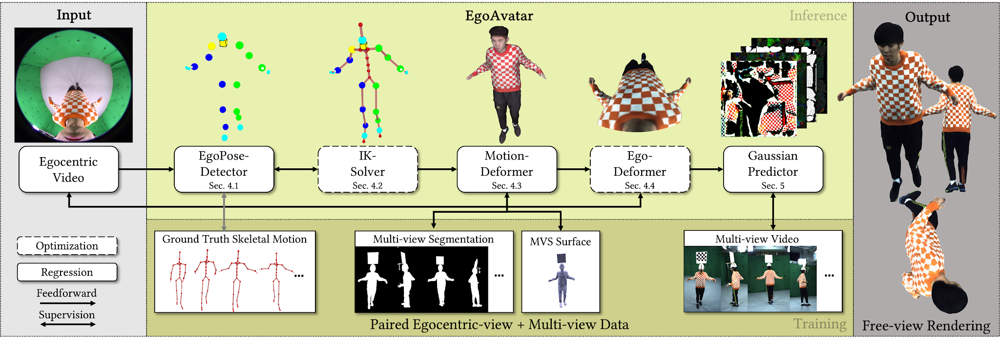 Input
EgoAvatar
Inference
Output
Egocentric
Video
EgoPose-
Detector
Sec. 4.1
IK-
Solver
Sec. 4.2
Motion-
Deformer
Sec. 4.3
Ego-
Deformer
Sec. 4.4
Gaussian
Predictor
Sec. 5
Optimization
Regression
Feedforward
Supervision
Ground Truth Skeletal Motion
...
Multi-view Segmentation
...
MVS Surface
Multi-view Video
...
Paired Egocentric-view + Multi-view Data
Training
Free-view Rendering